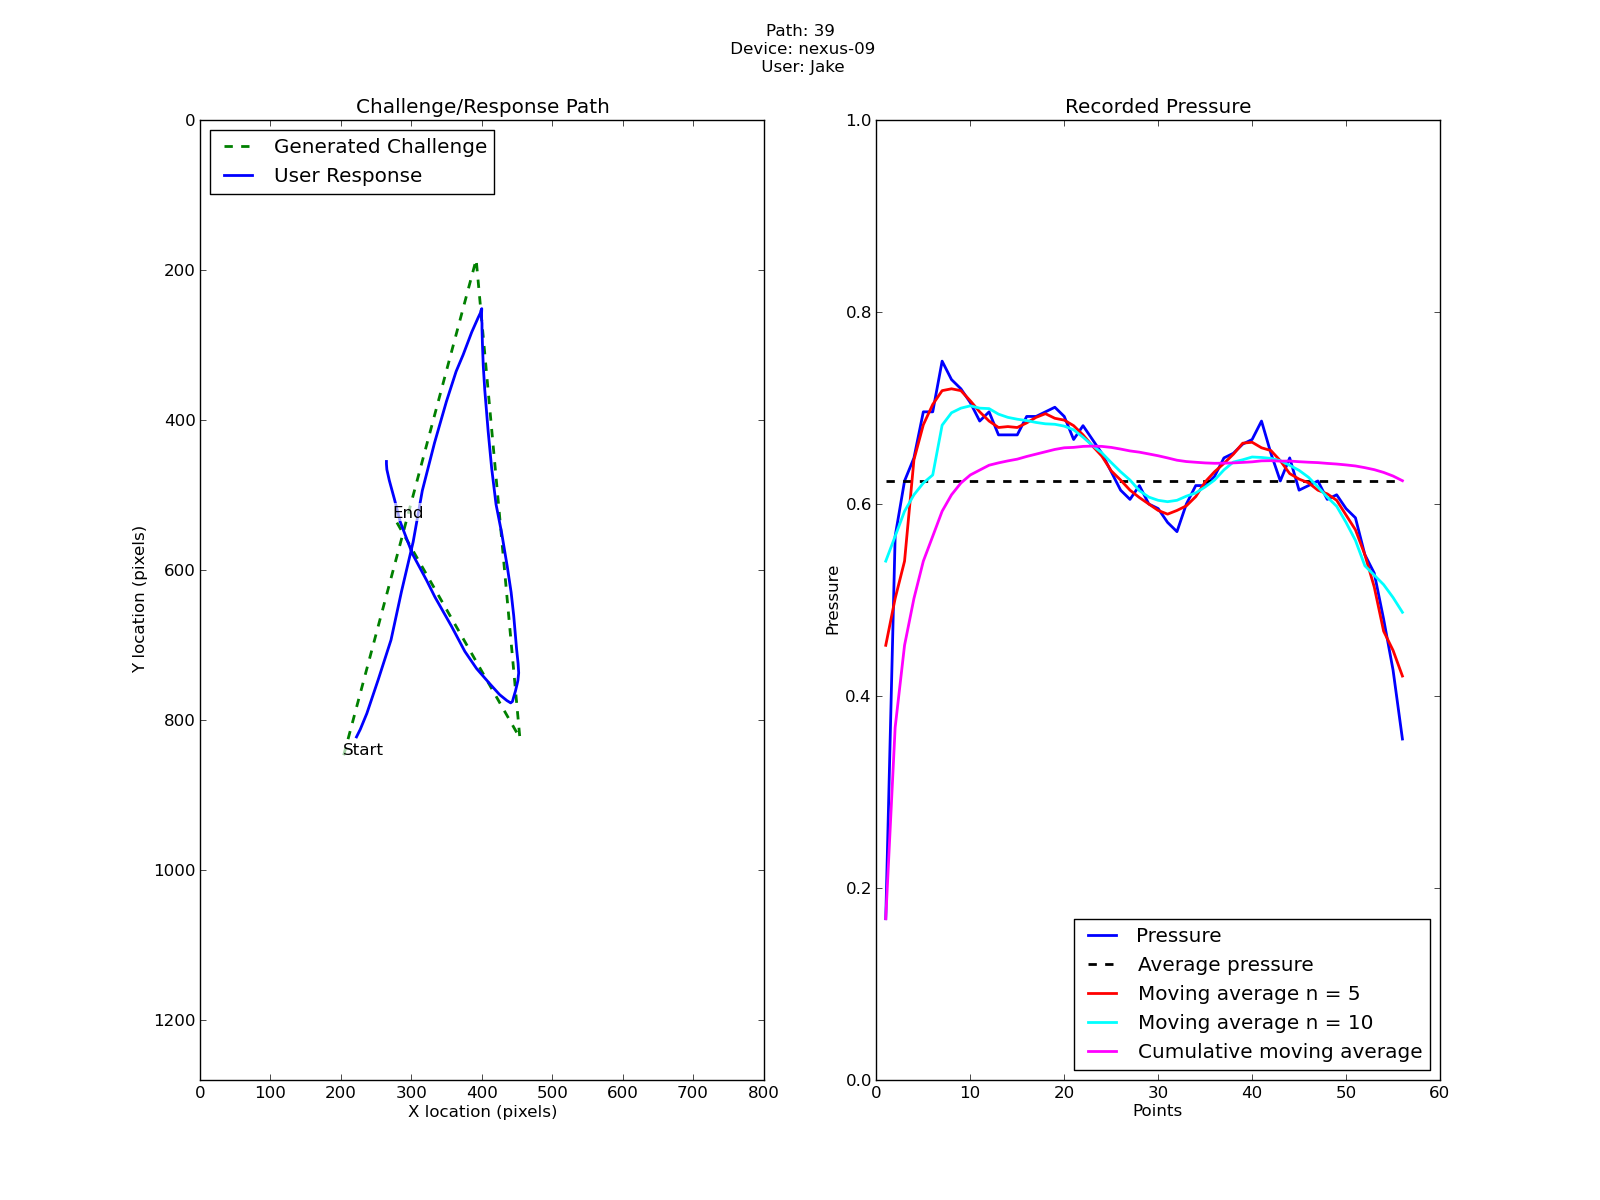 Path: 39
Device: nexus-09
User: Jake
Challenge/Response Path
Generated Challenge
User Response
0
200
400
600
800
1000
1200
Y location (pixels)
End
Start
0 100 200 300 400 500 600 700 800
X location (pixels)
Recorded Pressure
1.0
0.8
0.6
0.4
0.2
0.0
Pressure
Pressure
Average pressure
Moving average n = 5
Moving average n = 10
Cumulative moving average
0 10 20 30 40 50 60
Points